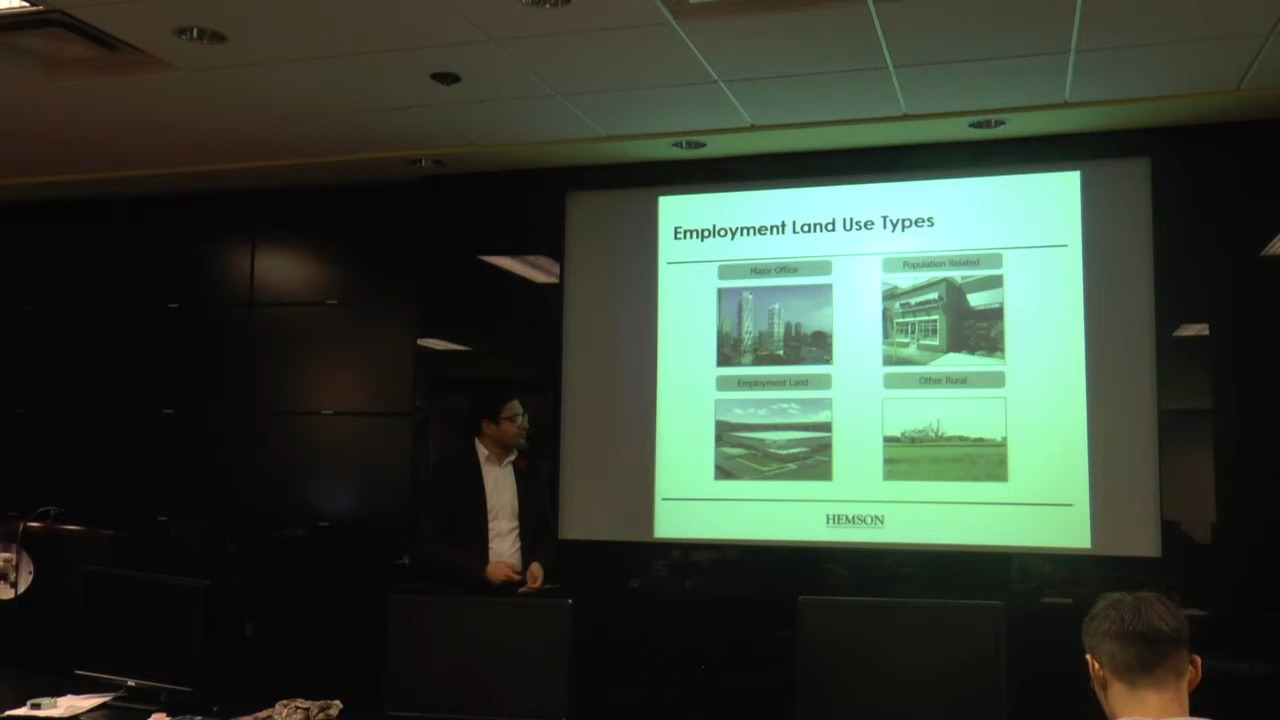 Employment Land Use Types
Major Office
Population Related
Employment Land
Other Rural
HEMSON